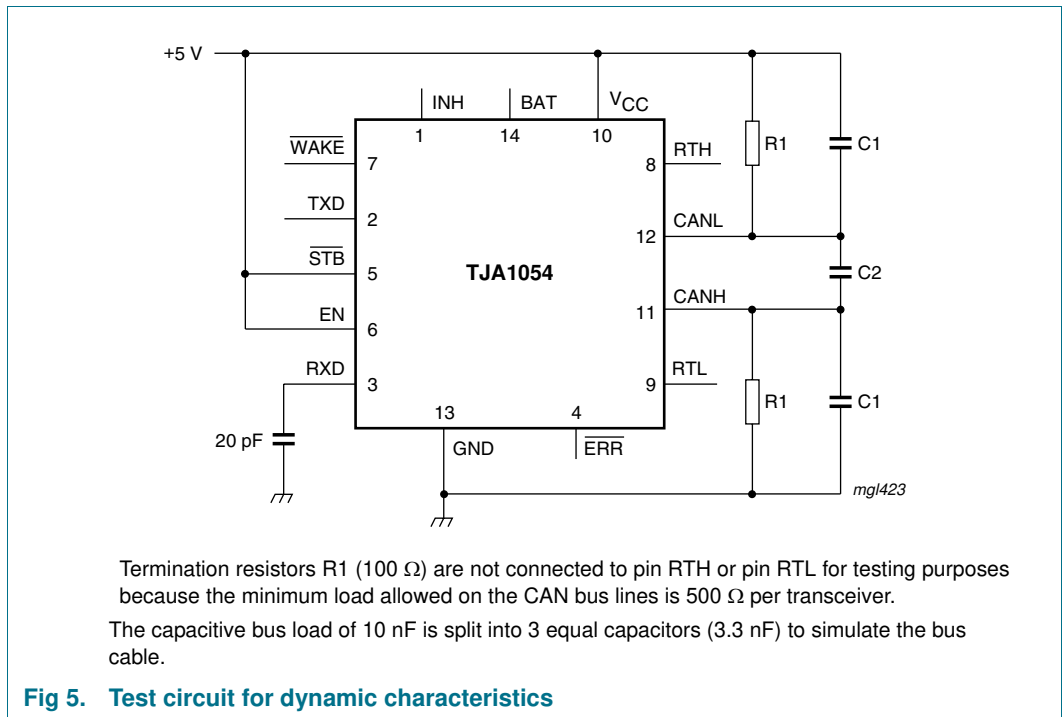 +5 V
INH
BAT
VCC
1
14
10
WAKE
7
8
RTH
R1
C1
TXD
2
12
CANL
STB
5
TJA1054
C2
EN
6
11
CANH
RXD
3
9
RTL
R1
C1
13
4
20 pF
GND
ERR
mgl423
Termination resistors R1 (100 Ω) are not connected to pin RTH or pin RTL for testing purposes
because the minimum load allowed on the CAN bus lines is 500 Ω per transceiver.
The capacitive bus load of 10 nF is split into 3 equal capacitors (3.3 nF) to simulate the bus
cable.
Fig 5. Test circuit for dynamic characteristics